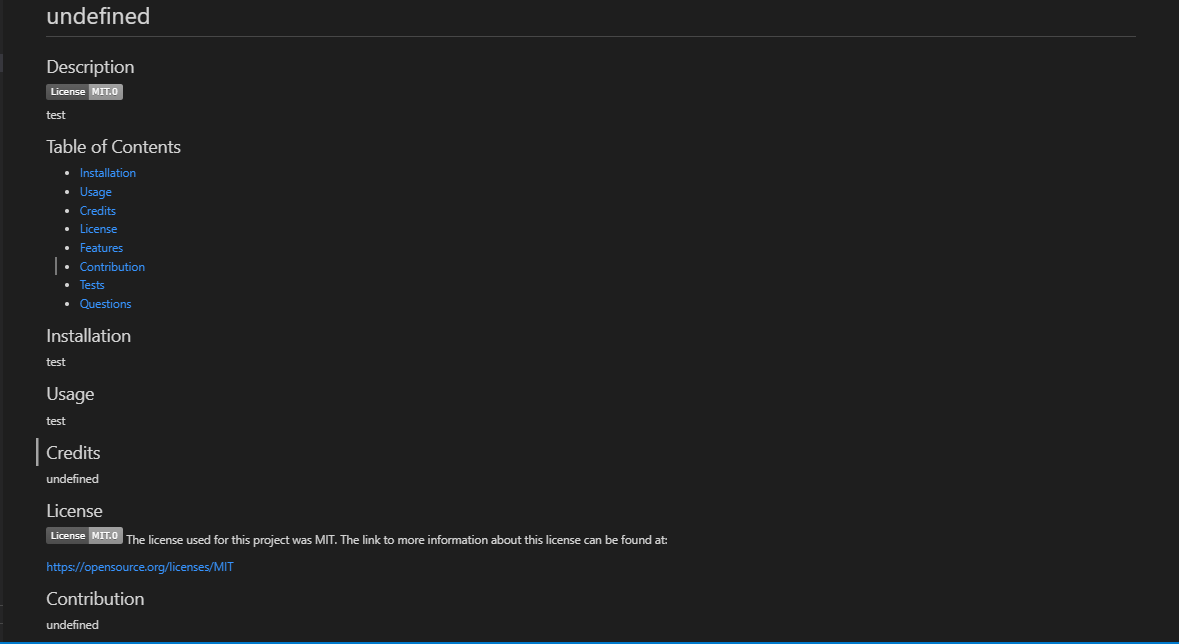 undefined
Description
License MIT.0
test
Table of Contents
Installation
Usage
Credits
License
Features
Contribution
Tests
Questions
Installation
test
Usage
test
Credits
undefined
License
License MIT.0 The license used for this project was MIT. The link to more information about this license can be found at:
https://opensource.org/licenses/MIT
Contribution
undefined